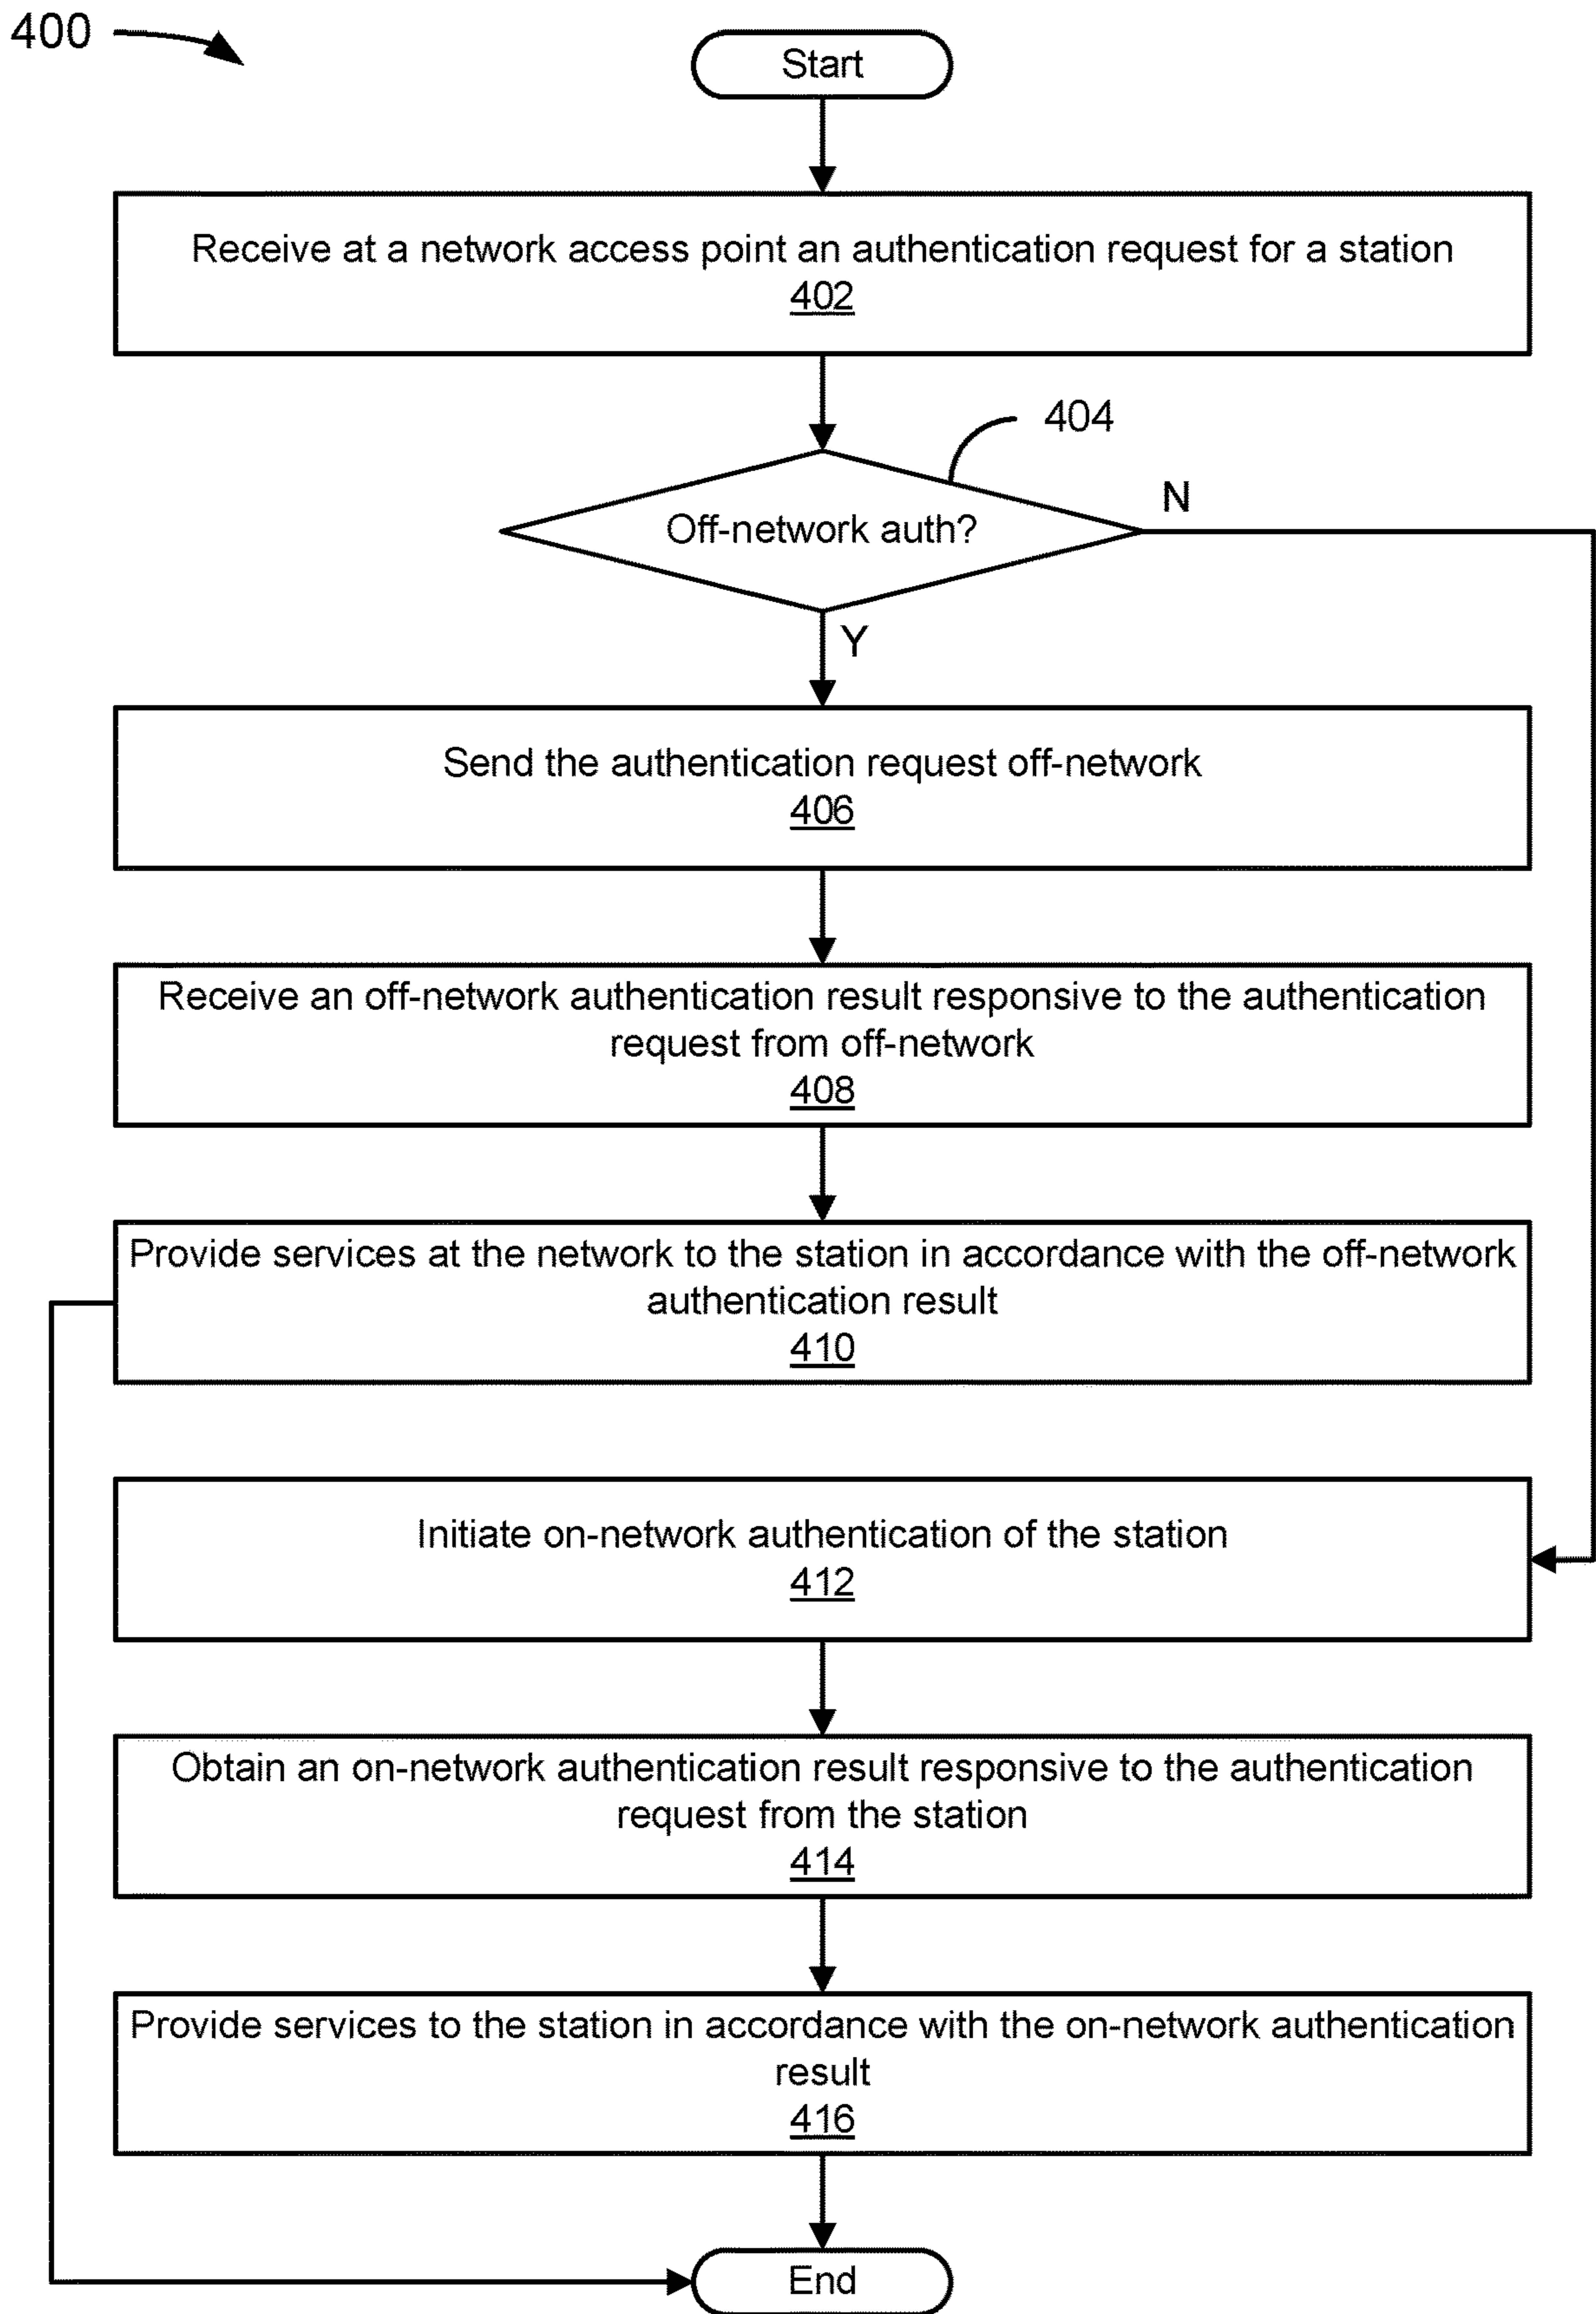 400
Start
Receive at a network access point an authentication request for a station
402
404
Off-network auth?
N
Y
Send the authentication request off-network
406
Receive an off-network authentication result responsive to the authentication
request from off-network
408
Provide services at the network to the station in accordance with the off-network
authentication result
410
Initiate on-network authentication of the station
412
Obtain an on-network authentication result responsive to the authentication
request from the station
414
Provide services to the station in accordance with the on-network authentication
result
416
End